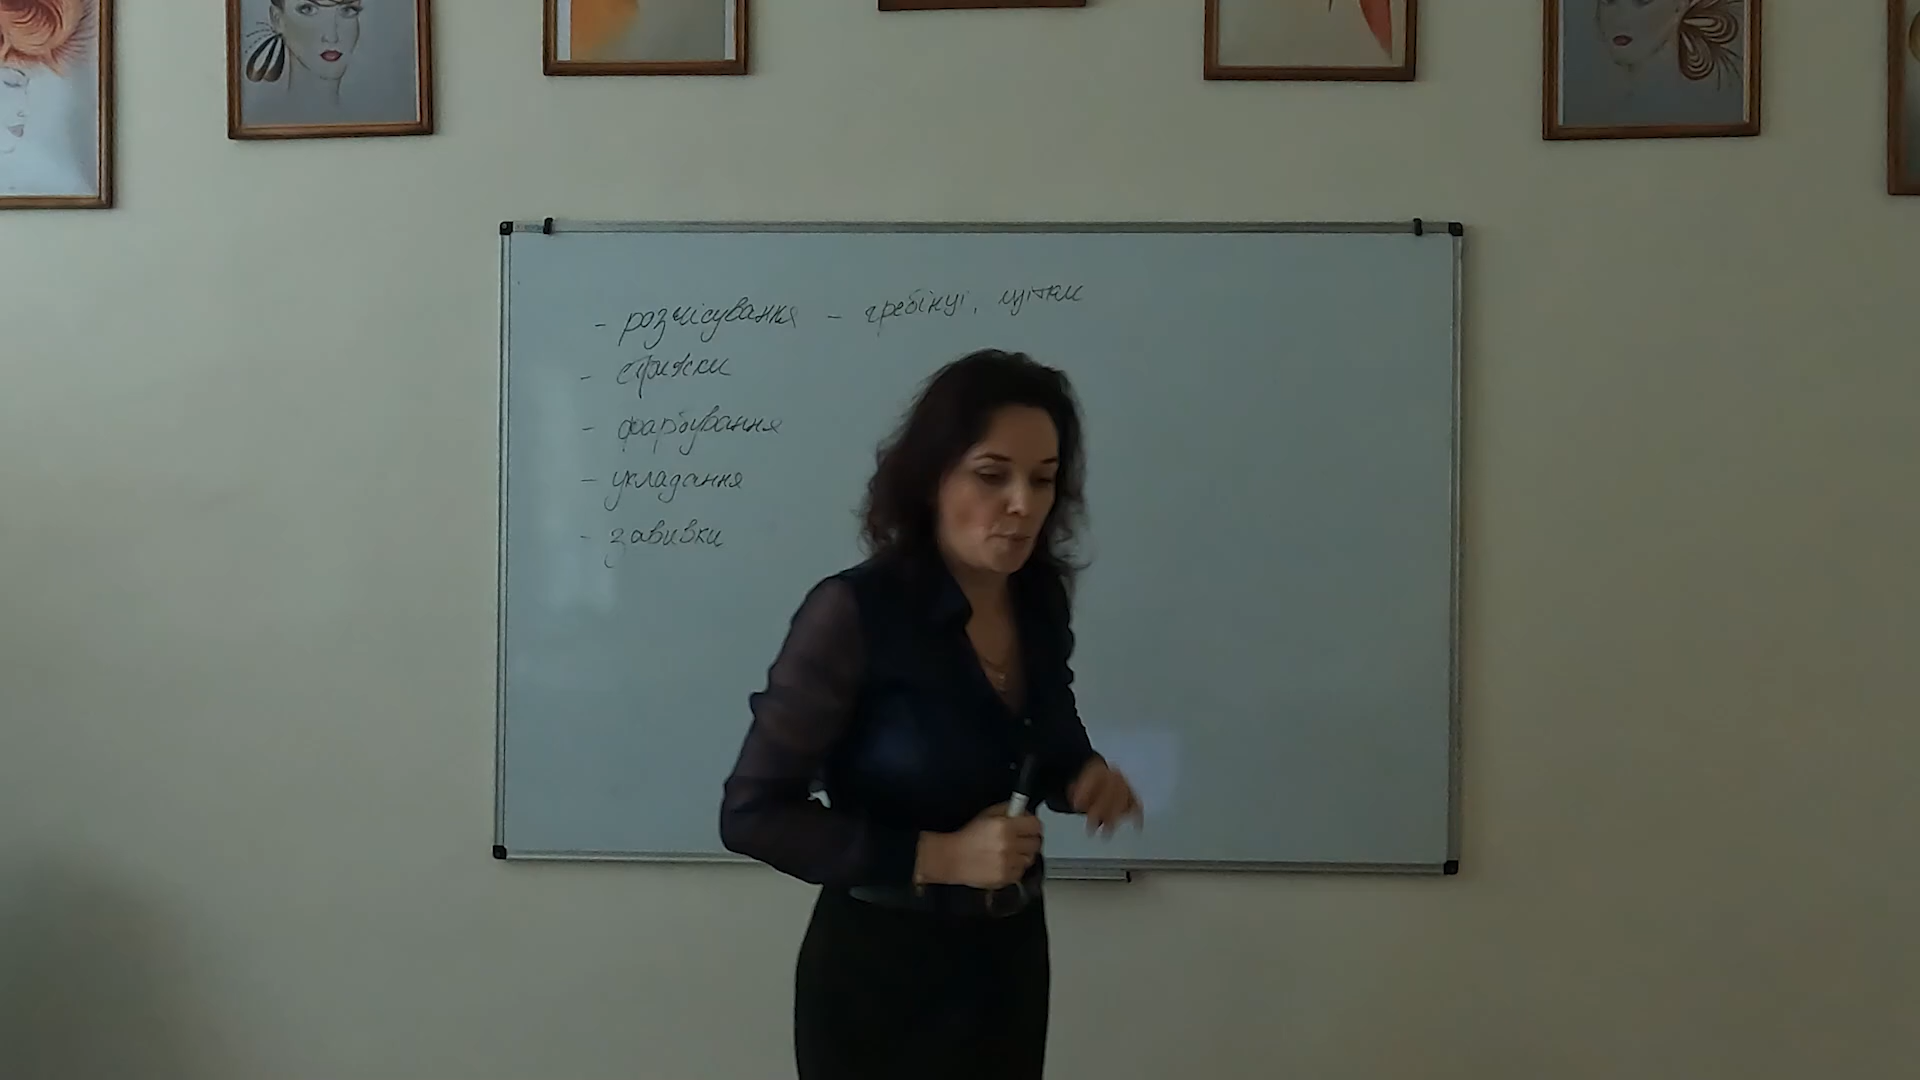 - розчісування - гребінці, щітки
- стрижки
- фарбування
- укладання
- завивки